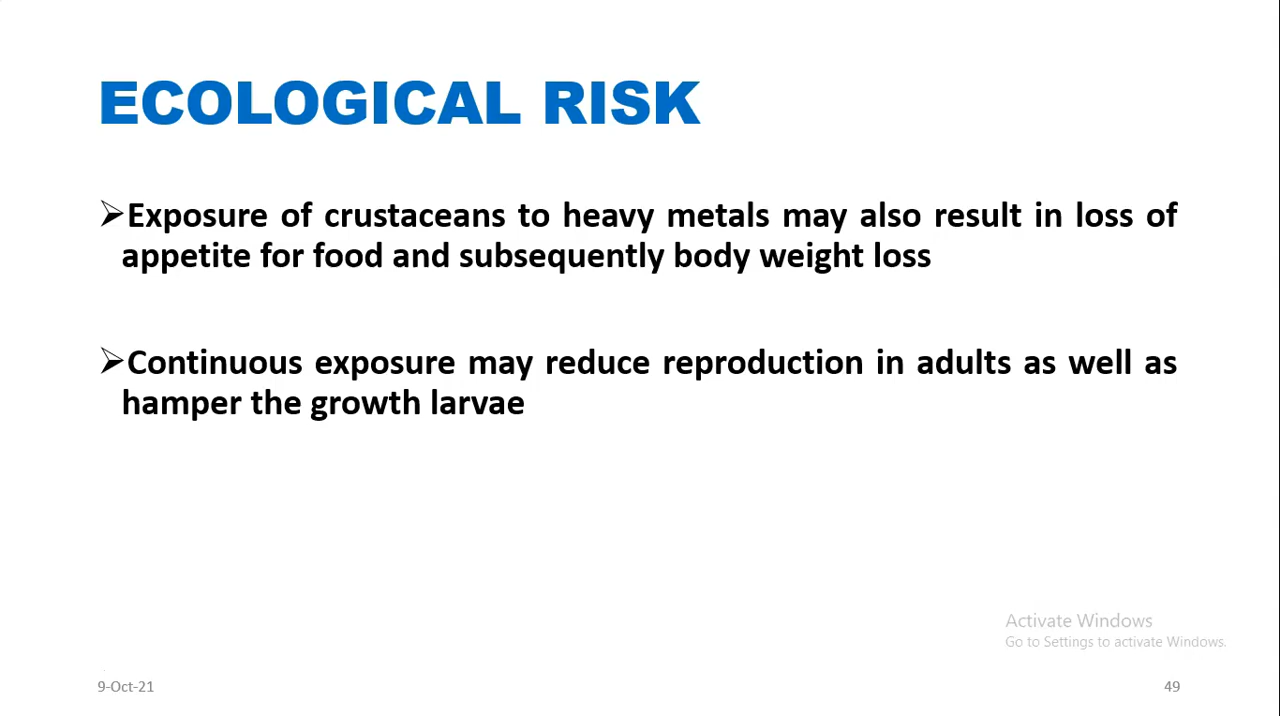 ECOLOGICAL RISK
➢Exposure of crustaceans to heavy metals may also result in loss of
appetite for food and subsequently body weight loss
➢Continuous exposure may reduce reproduction in adults as well as
hamper the growth larvae
Activate Windows
Go to Settings to activate Windows.
9-Oct-21
49